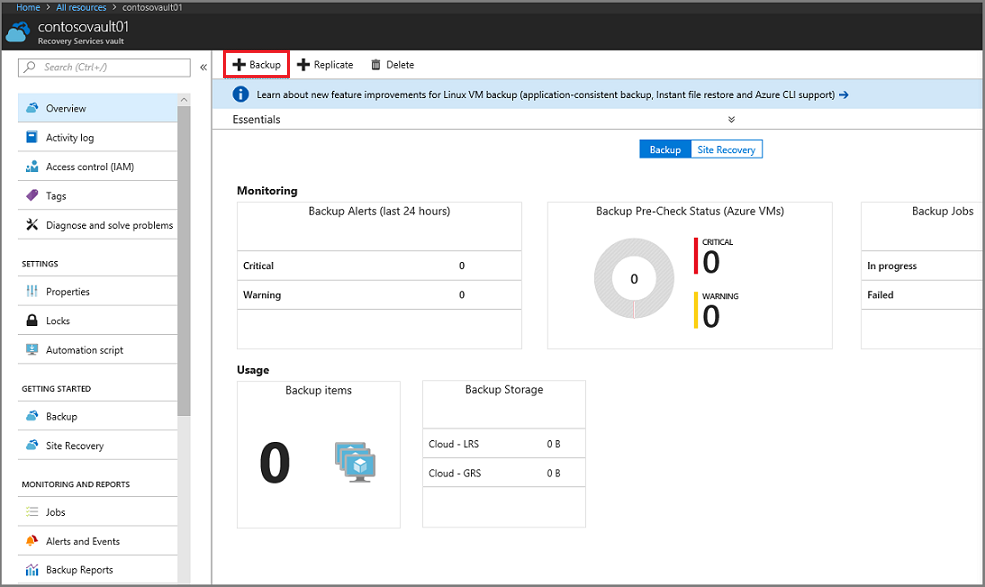 Home > All resources > contosovault01
contosovault01
Recovery Services vault
Search (Ctrl+/)
«
Backup
Replicate
Delete
Learn about new feature improvements for Linux VM backup (application-consistent backup, Instant file restore and Azure CLI support) →
Essentials
Backup
Site Recovery
Overview
Activity log
Access control (IAM)
Tags
Diagnose and solve problems
SETTINGS
Properties
Locks
Automation script
GETTING STARTED
Backup
Site Recovery
MONITORING AND REPORTS
Jobs
Alerts and Events
Backup Reports
Monitoring
Backup Alerts (last 24 hours)
Critical 0
Warning 0
Backup Pre-Check Status (Azure VMs)
0
CRITICAL
0
WARNING
0
Backup Jobs
In progress
Failed
Usage
Backup items
0
Backup Storage
Cloud - LRS 0 B
Cloud - GRS 0 B